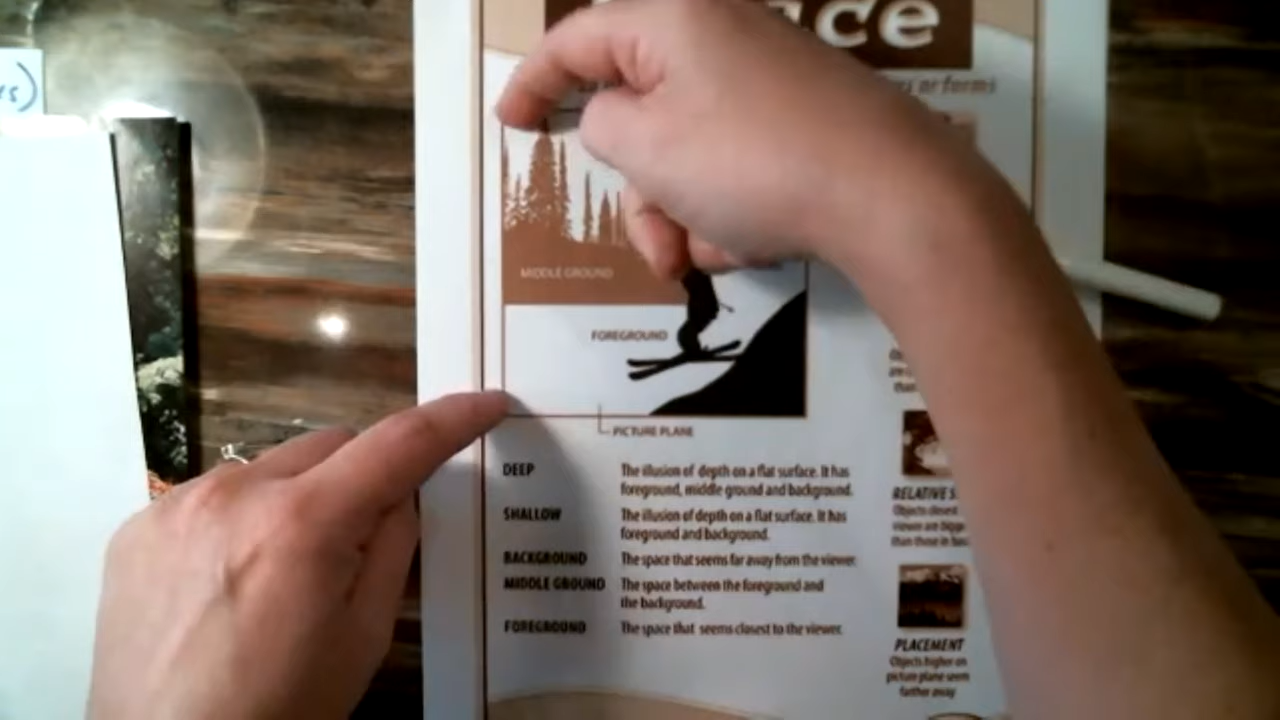 ace
or forms
MIDDLE GROUND
FOREGROUND
PICTURE PLANE
DEEP The illusion of depth on a flat surface. It has
foreground, middle ground and background.
SHALLOW The illusion of depth on a flat surface. It has
foreground and background.
BACKGROUND The space that seems far away from the viewer.
MIDDLE GROUND The space between the foreground and
the background.
FOREGROUND The space that seems closest to the viewer.
RELATIVE S
Objects closest
viewer are bigge
than those in bac
PLACEMENT
Objects higher on
picture plane seem
farther away